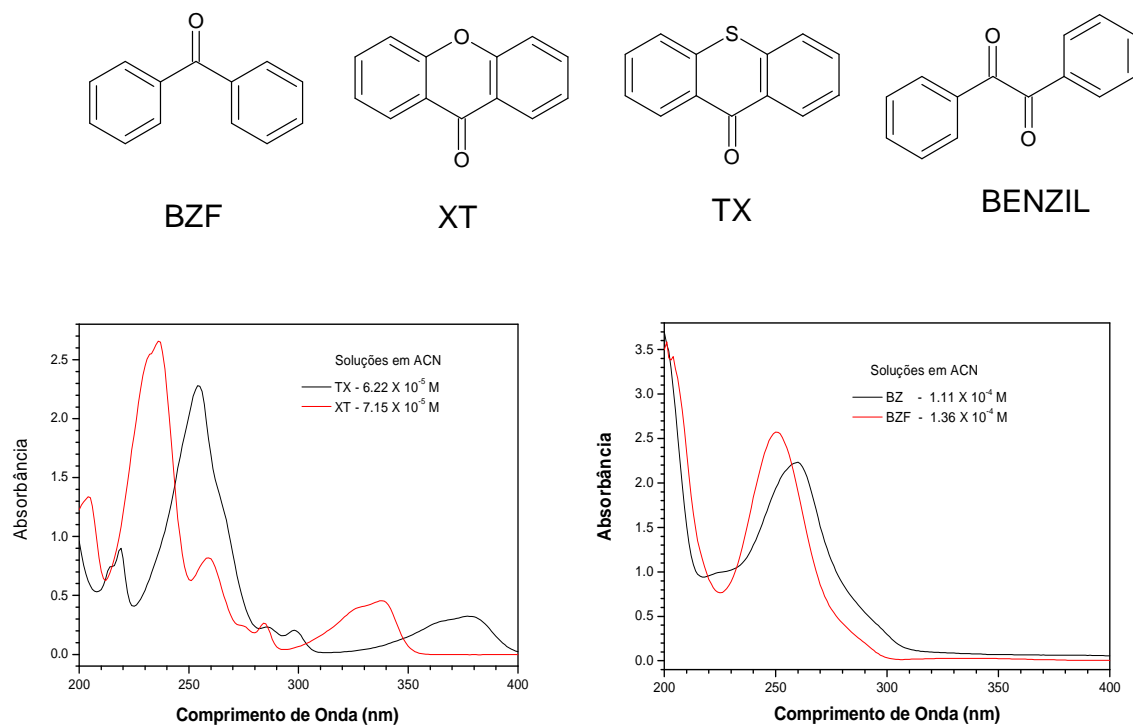 O
O
S
O
O
O
O
BZF
XT
TX
BENZIL
Soluções em ACN
TX - 6.22 X 10⁻⁵ M
XT - 7.15 X 10⁻⁵ M
2.5
2.0
1.5
1.0
0.5
0.0
Absorbância
200 250 300 350 400
Comprimento de Onda (nm)
Soluções em ACN
BZ - 1.11 X 10⁻⁴ M
BZF - 1.36 X 10⁻⁴ M
3.5
3.0
2.5
2.0
1.5
1.0
0.5
0.0
Absorbância
200 250 300 350 400
Comprimento de Onda (nm)